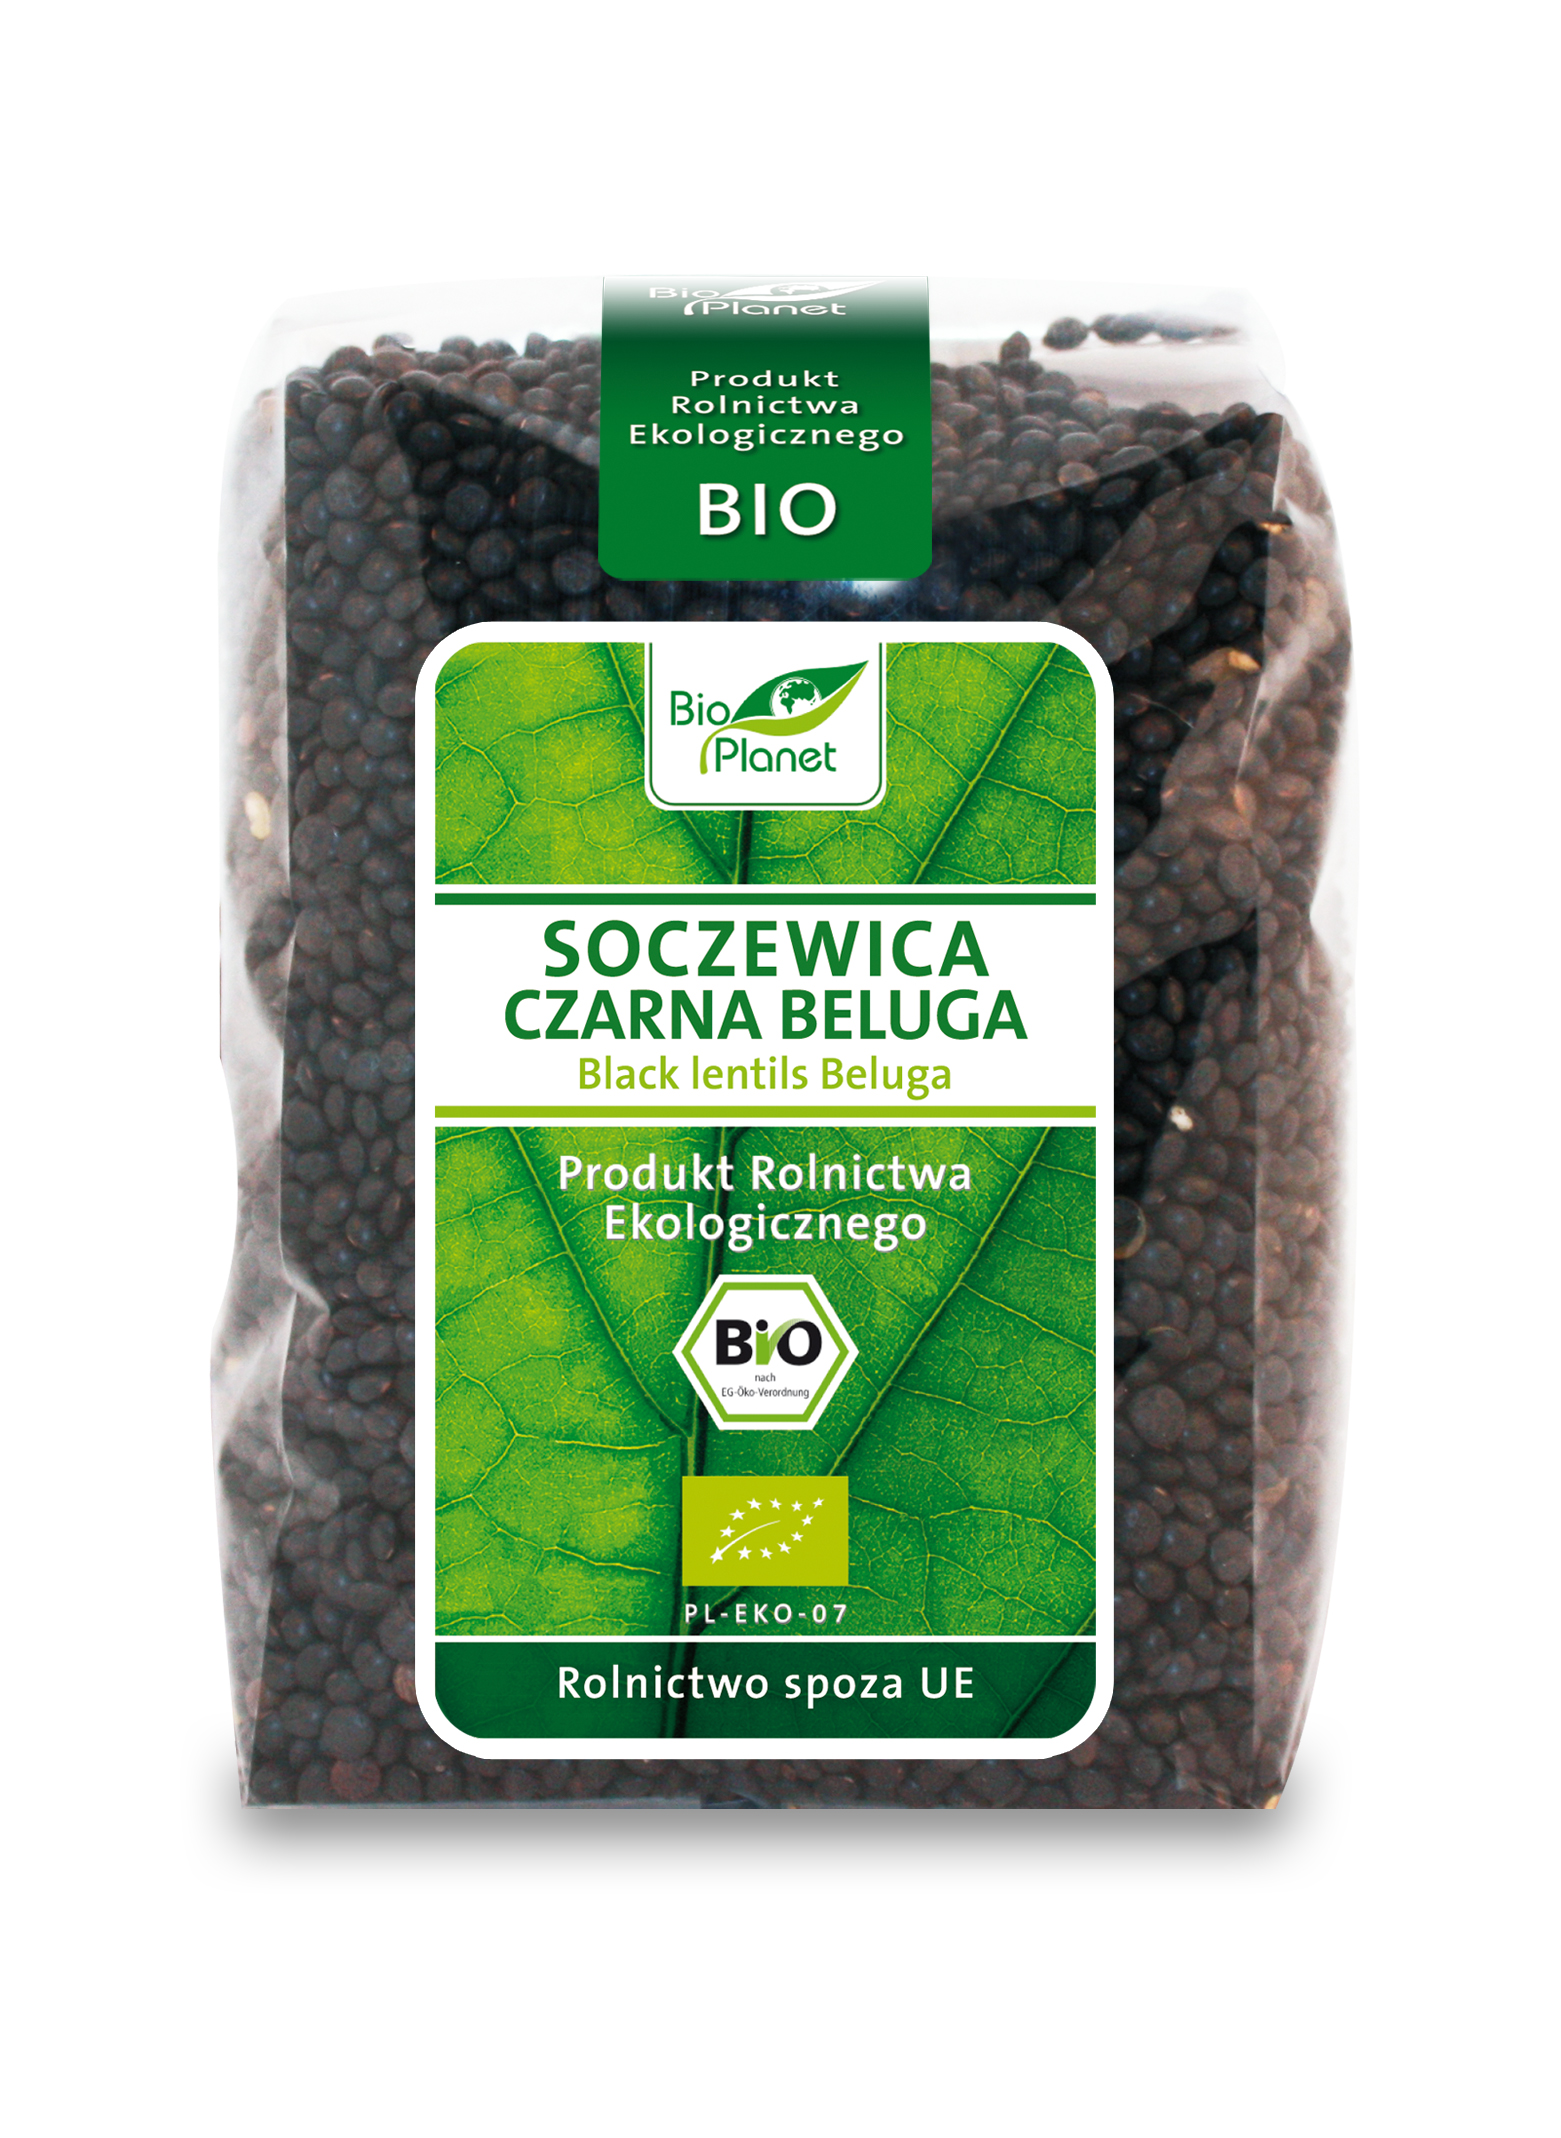 Bio
Planet
Produkt
Rolnictwa
Ekologicznego
BIO
Bio
Planet
SOCZEWICA
CZARNA BELUGA
Black lentils Beluga
Produkt Rolnictwa
Ekologicznego
BiO
nach
EG-Öko-Verordnung
PL-EKO-07
Rolnictwo spoza UE